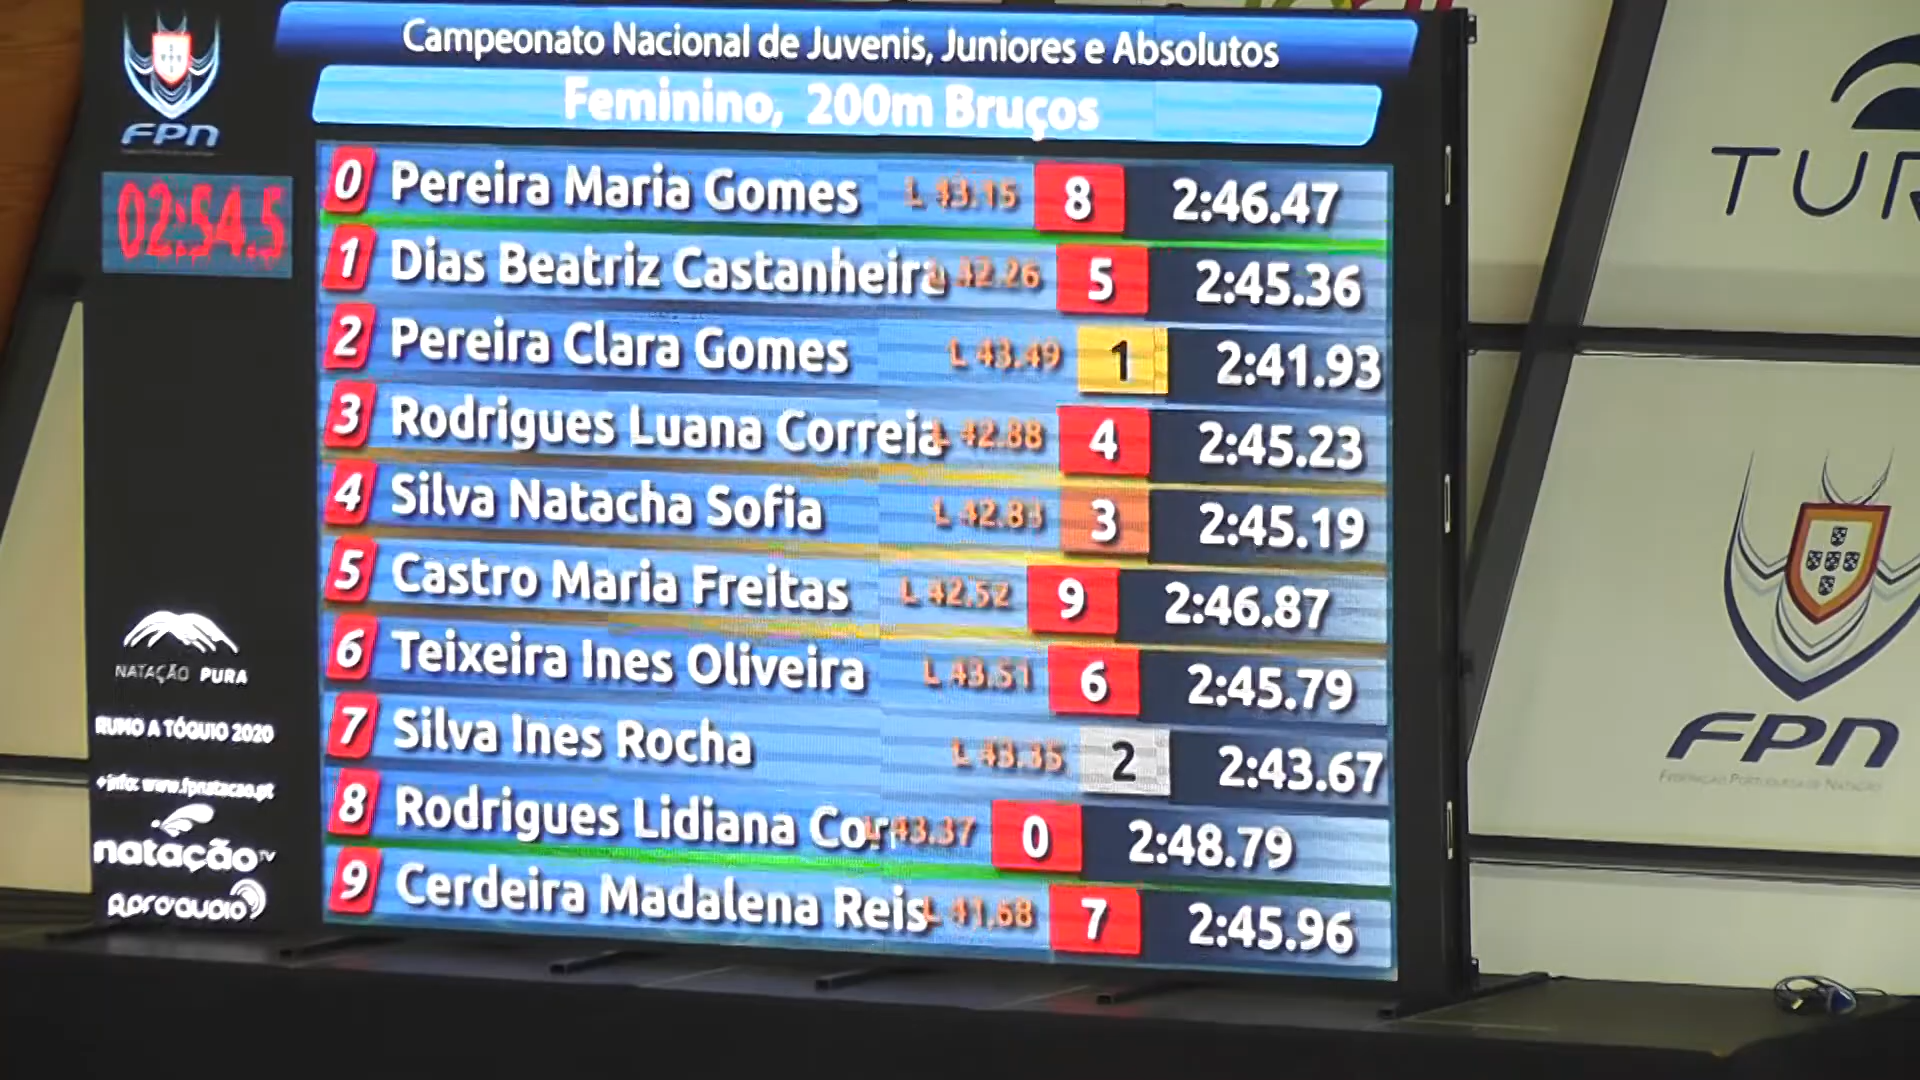 Campeonato Nacional de Juvenis, Juniores e Absolutos
Feminino, 200m Bruços
FPN
02:54.5
0 Pereira Maria Gomes L 43.15 8 2:46.47
1 Dias Beatriz Castanheira 42.26 5 2:45.36
2 Pereira Clara Gomes L 43.49 1 2:41.93
3 Rodrigues Luana Correia L 42.88 4 2:45.23
4 Silva Natacha Sofia L 42.83 3 2:45.19
5 Castro Maria Freitas L 42.52 9 2:46.87
6 Teixeira Ines Oliveira L 43.51 6 2:45.79
7 Silva Ines Rocha L 43.35 2 2:43.67
8 Rodrigues Lidiana Cor L 43.37 0 2:48.79
9 Cerdeira Madalena Reis L 41.68 7 2:45.96
NATAÇÃO PURA
RUMO A TÓQUIO 2020
+info: www.fpnatacao.pt
natação TV
aproaudio
TUR
FPN
FEDERAÇÃO PORTUGUESA DE NATAÇÃO